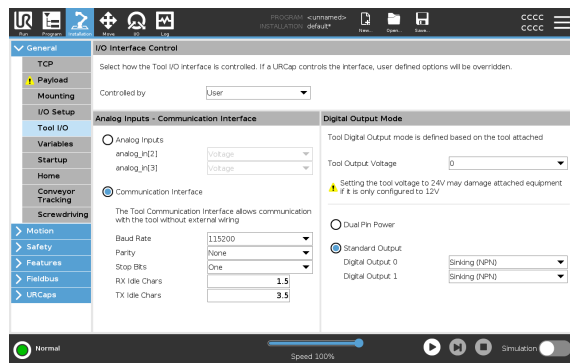 Run
Program
Installation
Move
I/O
Log
PROGRAM <unnamed>
INSTALLATION default*
New...
Open...
Save...
CCCC
CCCC
General
TCP
Payload
Mounting
I/O Setup
Tool I/O
Variables
Startup
Home
Conveyor
Tracking
Screwdriving
Motion
Safety
Features
Fieldbus
URCaps
I/O Interface Control
Select how the Tool I/O interface is controlled. If a URCap controls the interface, user defined options will be overridden.
Controlled by
User
Analog Inputs - Communication Interface
Analog Inputs
analog_in[2]
Voltage
analog_in[3]
Voltage
Communication Interface
The Tool Communication Interface allows communication
with the tool without external wiring
Baud Rate
115200
Parity
None
Stop Bits
One
RX Idle Chars
1.5
TX Idle Chars
3.5
Digital Output Mode
Tool Digital Output mode is defined based on the tool attached
Tool Output Voltage
0
Setting the tool voltage to 24V may damage attached equipment
if it is only configured to 12V
Dual Pin Power
Standard Output
Digital Output 0
Sinking (NPN)
Digital Output 1
Sinking (NPN)
Normal
Speed 100%
Simulation